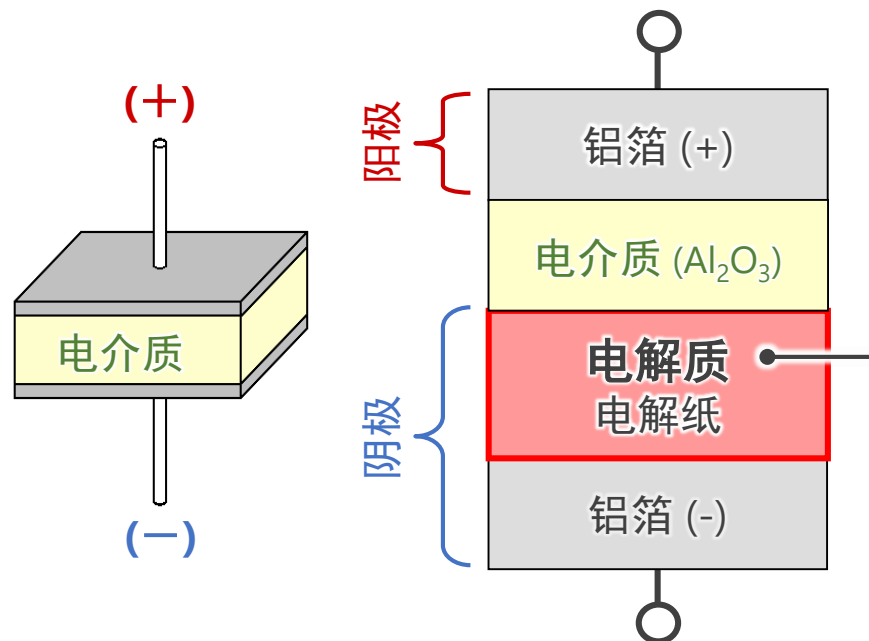 (+)
电介质
(−)
阳极
铝箔 (+)
电介质 (Al₂O₃)
阴极
电解质
电解纸
铝箔 (-)